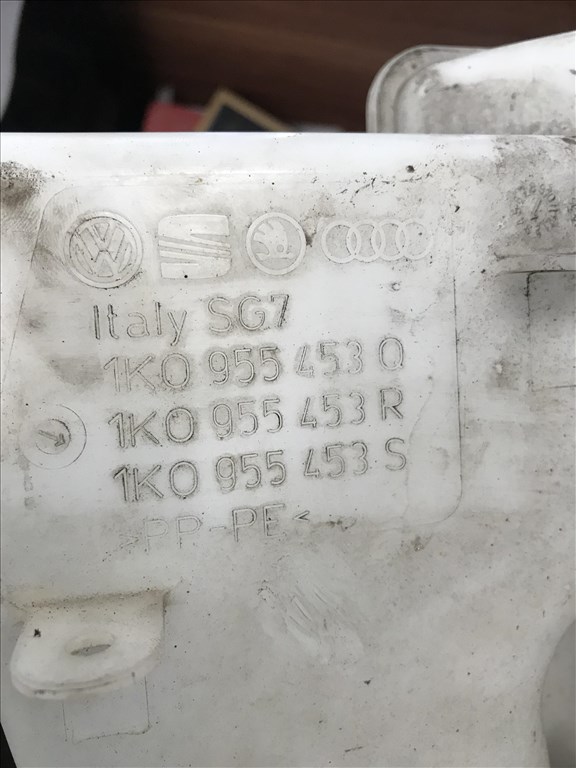 Italy SG7
1K0 955 453 Q
1K0 955 453 R
1K0 955 453 S
>PP-PE<